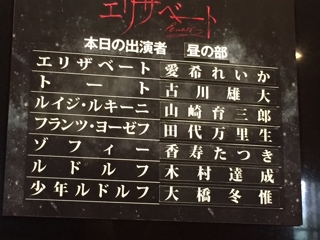 エリザベート
本日の出演者 昼の部
エリザベート 愛希れいか
トート 古川雄大
ルイジ・ルキーニ 山崎育三郎
フランツ・ヨーゼフ 田代万里生
ゾフィー 香寿たつき
ルドルフ 木村達成
少年ルドルフ 大橋冬惟